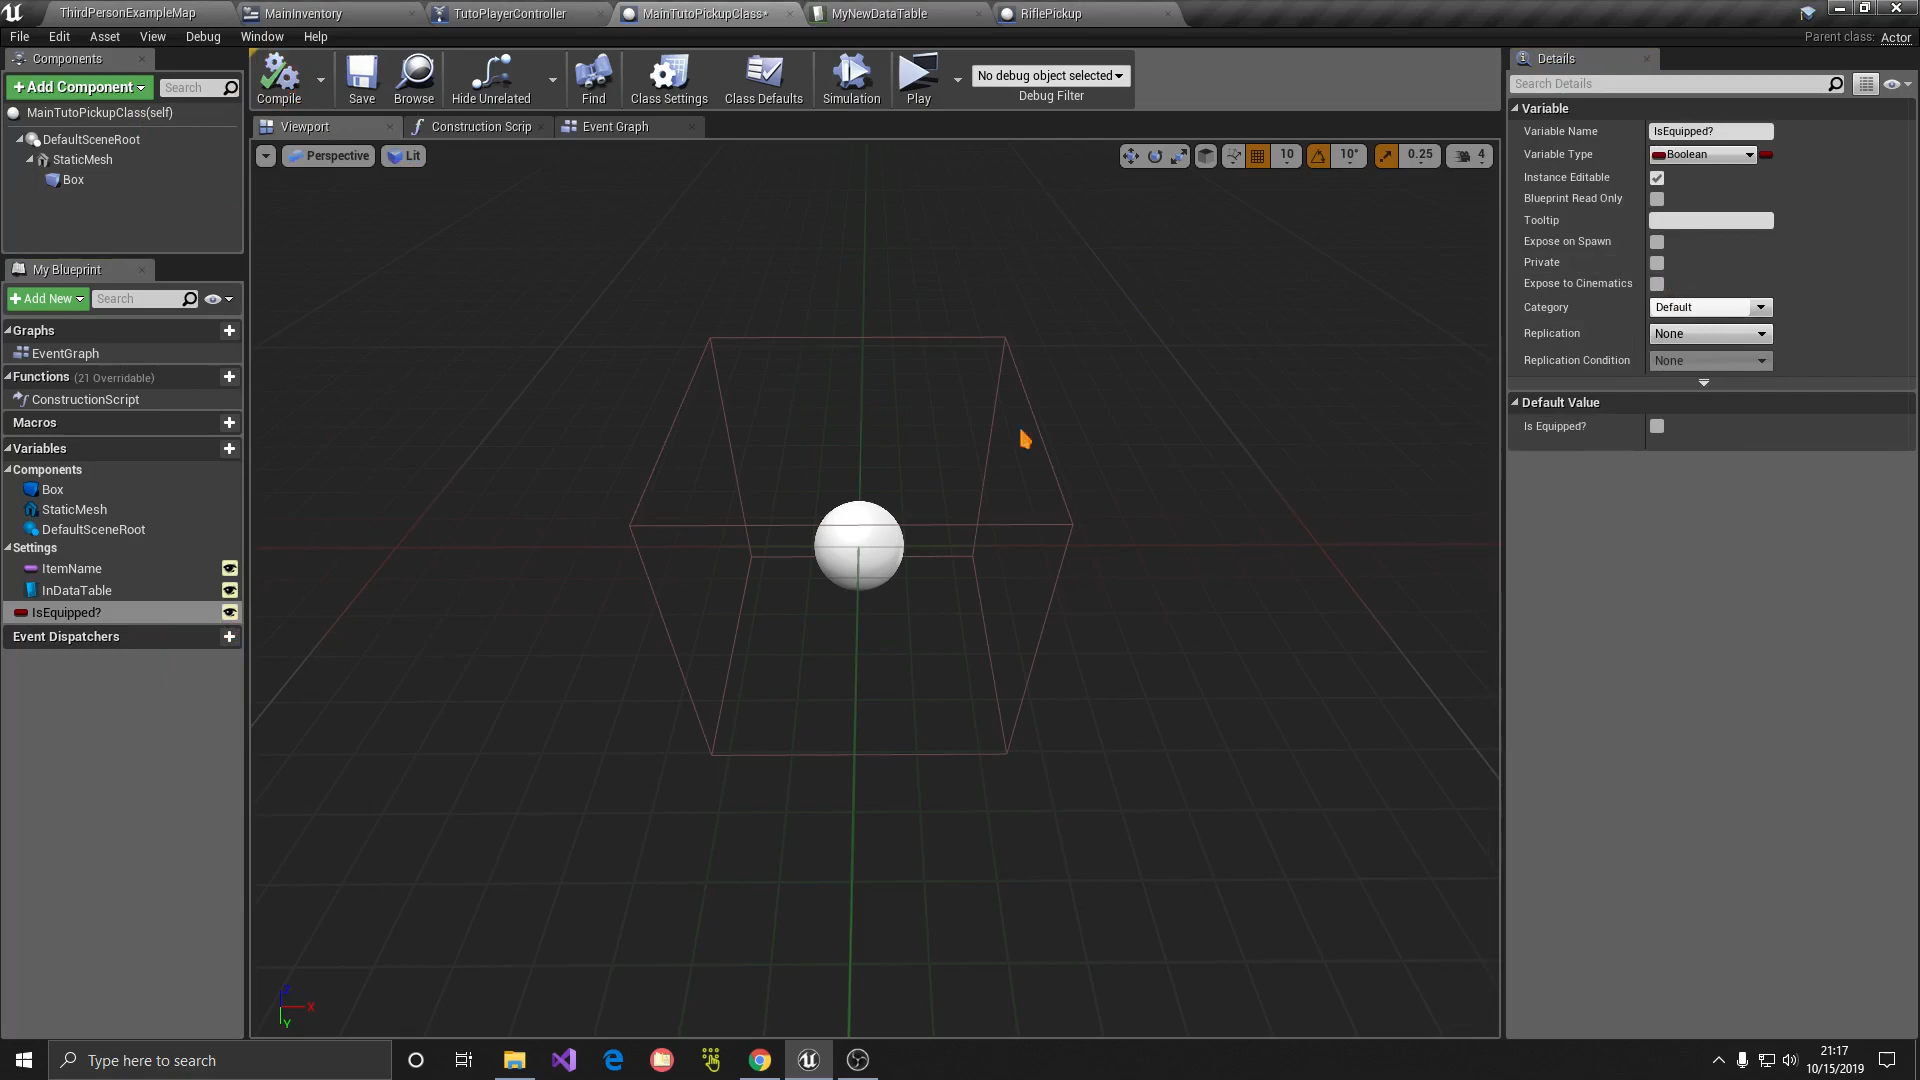 ThirdPersonExampleMap
MainInventory
TutoPlayerController
MainTutoPickupClass*
MyNewDataTable
RiflePickup
File Edit Asset View Debug Window Help
Parent class: Actor
Components
+ Add Component
Search
MainTutoPickupClass(self)
DefaultSceneRoot
StaticMesh
Box
My Blueprint
+ Add New
Search
Graphs
EventGraph
Functions (21 Overridable)
ConstructionScript
Macros
Variables
Components
Box
StaticMesh
DefaultSceneRoot
Settings
ItemName
InDataTable
IsEquipped?
Event Dispatchers
Compile
Save
Browse
Hide Unrelated
Find
Class Settings
Class Defaults
Simulation
Play
No debug object selected
Debug Filter
Viewport
Construction Scrip
Event Graph
Perspective
Lit
10
10°
0.25
4
Z
X
Y
Details
Search Details
Variable
Variable Name IsEquipped?
Variable Type Boolean
Instance Editable
Blueprint Read Only
Tooltip
Expose on Spawn
Private
Expose to Cinematics
Category Default
Replication None
Replication Condition None
Default Value
Is Equipped?
Type here to search
21:17
10/15/2019